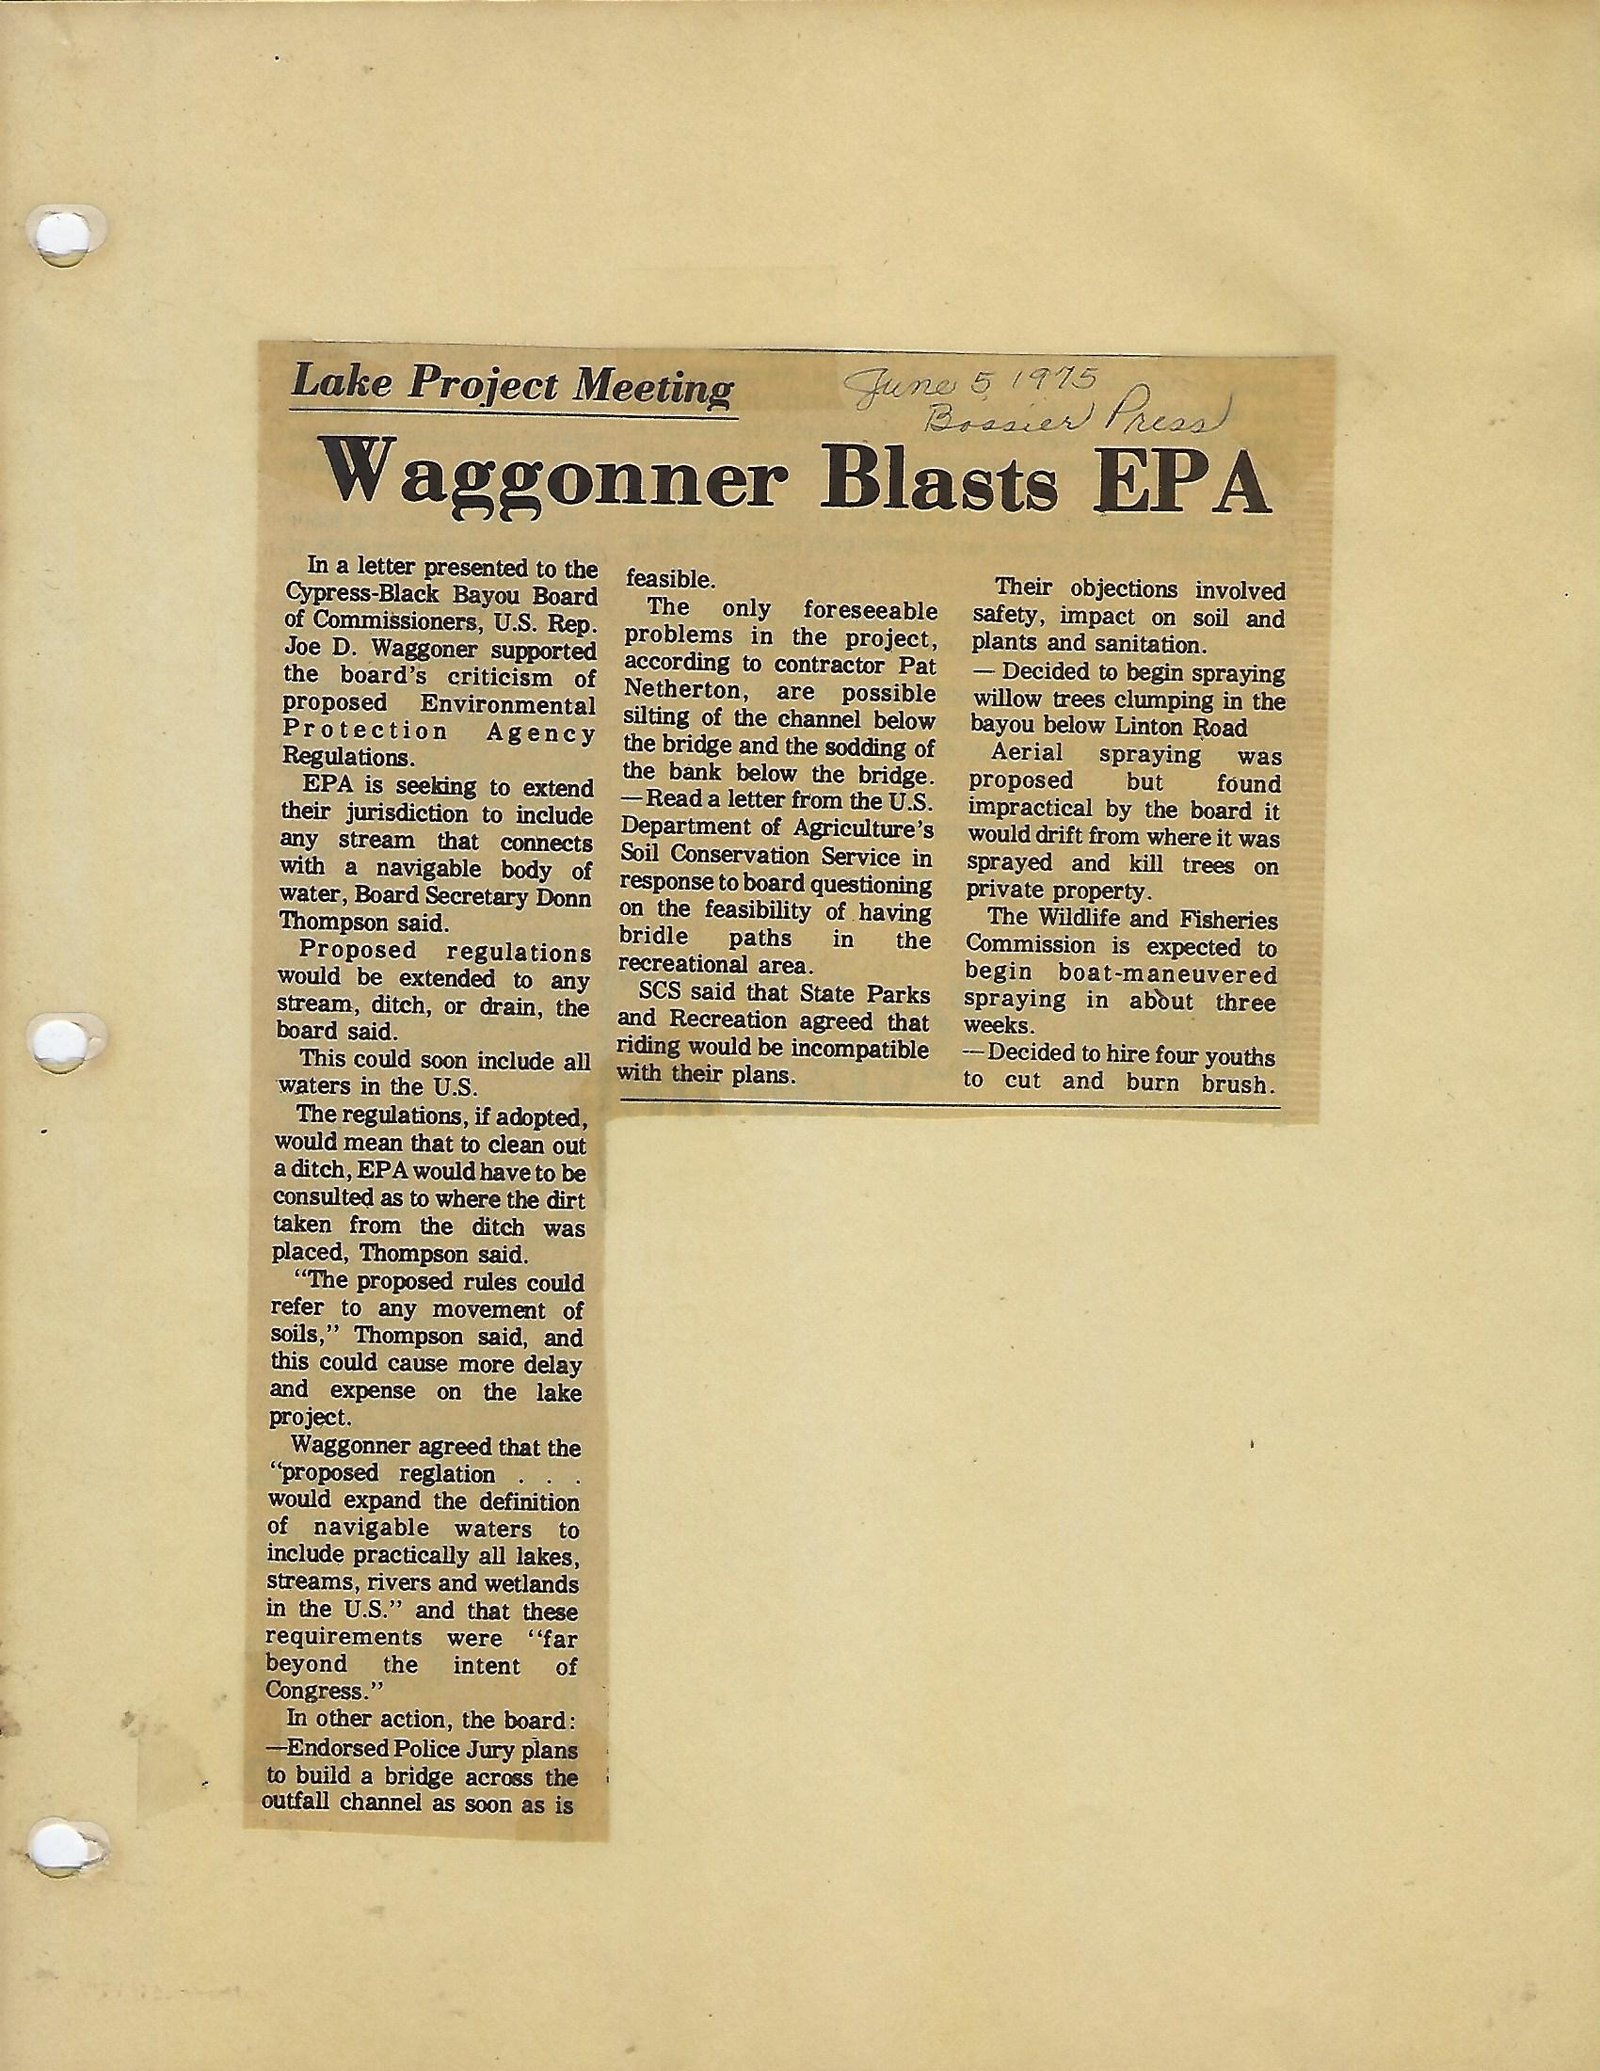 Lake Project Meeting
June 5 1975
Bossier Press
Waggonner Blasts EPA
In a letter presented to the
Cypress-Black Bayou Board
of Commissioners, U.S. Rep.
Joe D. Waggoner supported
the board's criticism of
proposed Environmental
Protection Agency
Regulations.
EPA is seeking to extend
their jurisdiction to include
any stream that connects
with a navigable body of
water, Board Secretary Donn
Thompson said.
Proposed regulations
would be extended to any
stream, ditch, or drain, the
board said.
This could soon include all
waters in the U.S.
The regulations, if adopted,
would mean that to clean out
a ditch, EPA would have to be
consulted as to where the dirt
taken from the ditch was
placed, Thompson said.
"The proposed rules could
refer to any movement of
soils," Thompson said, and
this could cause more delay
and expense on the lake
project.
Waggonner agreed that the
"proposed reglation . . .
would expand the definition
of navigable waters to
include practically all lakes,
streams, rivers and wetlands
in the U.S." and that these
requirements were "far
beyond the intent of
Congress."
In other action, the board:
—Endorsed Police Jury plans
to build a bridge across the
outfall channel as soon as is
feasible.
The only foreseeable
problems in the project,
according to contractor Pat
Netherton, are possible
silting of the channel below
the bridge and the sodding of
the bank below the bridge.
—Read a letter from the U.S.
Department of Agriculture's
Soil Conservation Service in
response to board questioning
on the feasibility of having
bridle paths in the
recreational area.
SCS said that State Parks
and Recreation agreed that
riding would be incompatible
with their plans.
Their objections involved
safety, impact on soil and
plants and sanitation.
— Decided to begin spraying
willow trees clumping in the
bayou below Linton Road
Aerial spraying was
proposed but found
impractical by the board it
would drift from where it was
sprayed and kill trees on
private property.
The Wildlife and Fisheries
Commission is expected to
begin boat-maneuvered
spraying in about three
weeks.
—Decided to hire four youths
to cut and burn brush.